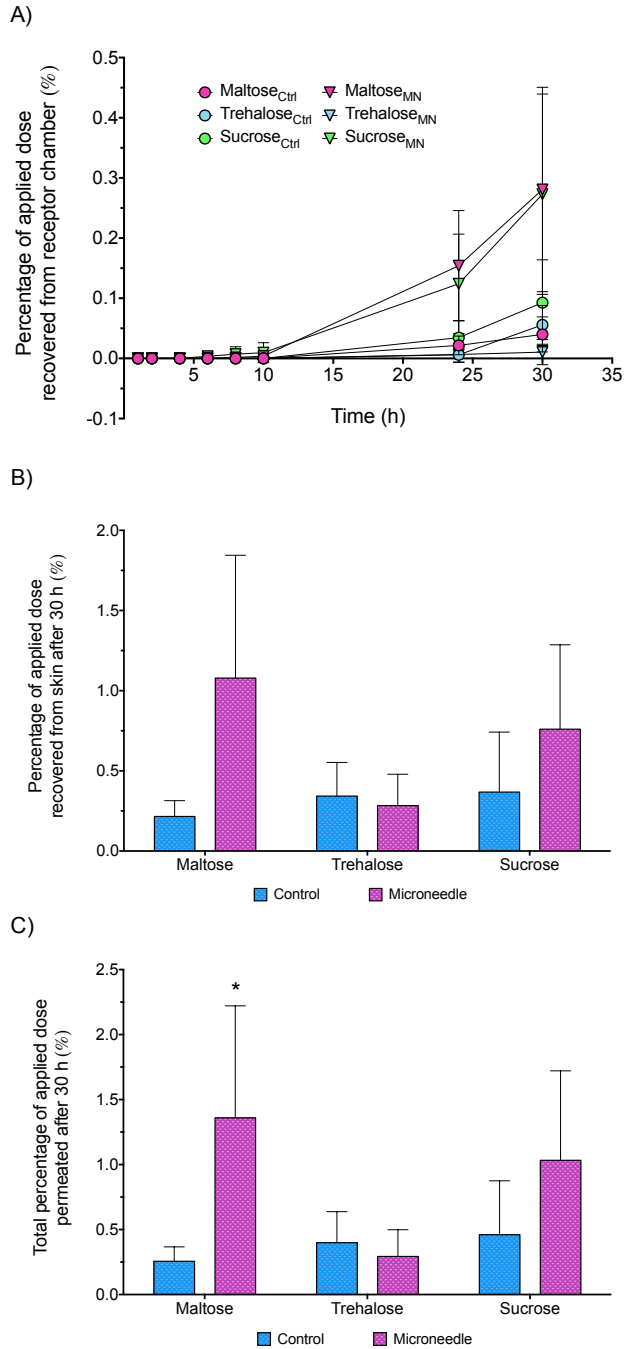 A)
Percentage of applied dose
recovered from receptor chamber (%)
0.5
0.4
0.3
0.2
0.1
0.0
-0.1
MaltoseCtrl
MaltoseMN
TrehaloseCtrl
TrehaloseMN
SucroseCtrl
SucroseMN
5
10
15
20
25
30
35
Time (h)
B)
Percentage of applied dose
recovered from skin after 30 h (%)
2.0
1.5
1.0
0.5
0.0
Maltose
Trehalose
Sucrose
Control
Microneedle
C)
Total percentage of applied dose
permeated after 30 h (%)
2.5
2.0
1.5
1.0
0.5
0.0
*
Maltose
Trehalose
Sucrose
Control
Microneedle